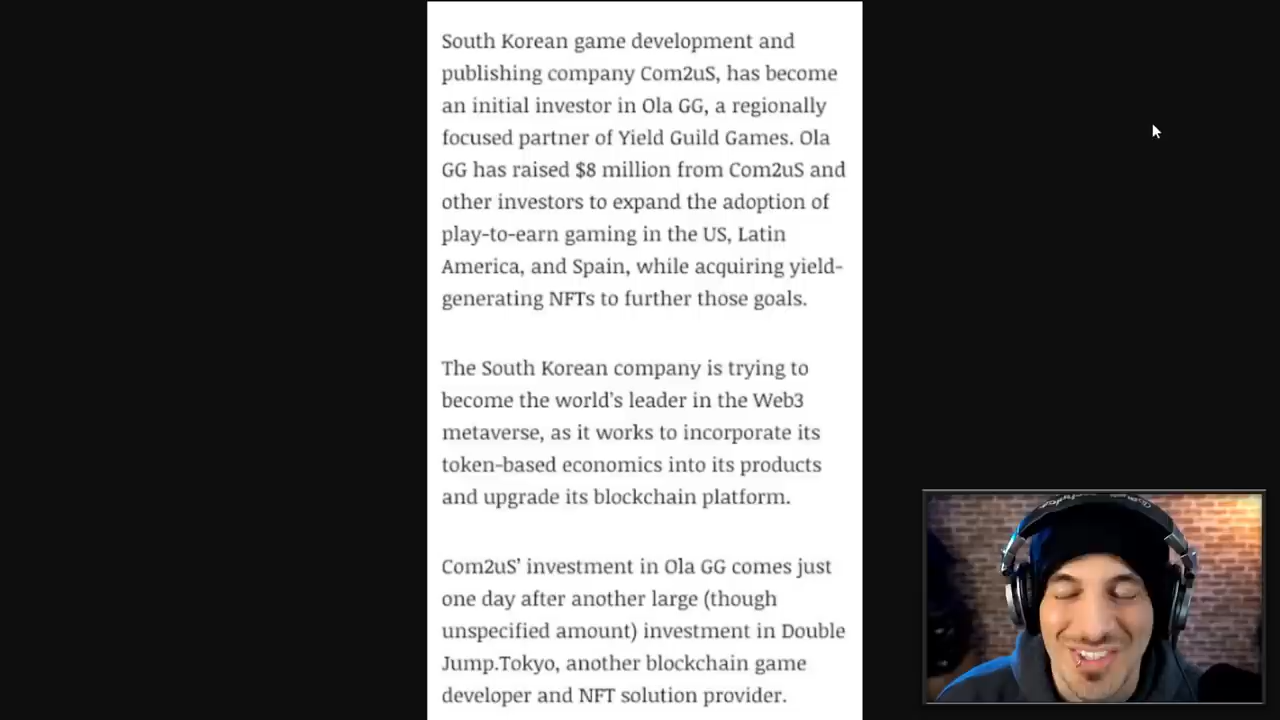 South Korean game development and
publishing company Com2uS, has become
an initial investor in Ola GG, a regionally
focused partner of Yield Guild Games. Ola
GG has raised $8 million from Com2uS and
other investors to expand the adoption of
play-to-earn gaming in the US, Latin
America, and Spain, while acquiring yield-
generating NFTs to further those goals.
The South Korean company is trying to
become the world's leader in the Web3
metaverse, as it works to incorporate its
token-based economics into its products
and upgrade its blockchain platform.
Com2uS' investment in Ola GG comes just
one day after another large (though
unspecified amount) investment in Double
Jump.Tokyo, another blockchain game
developer and NFT solution provider.